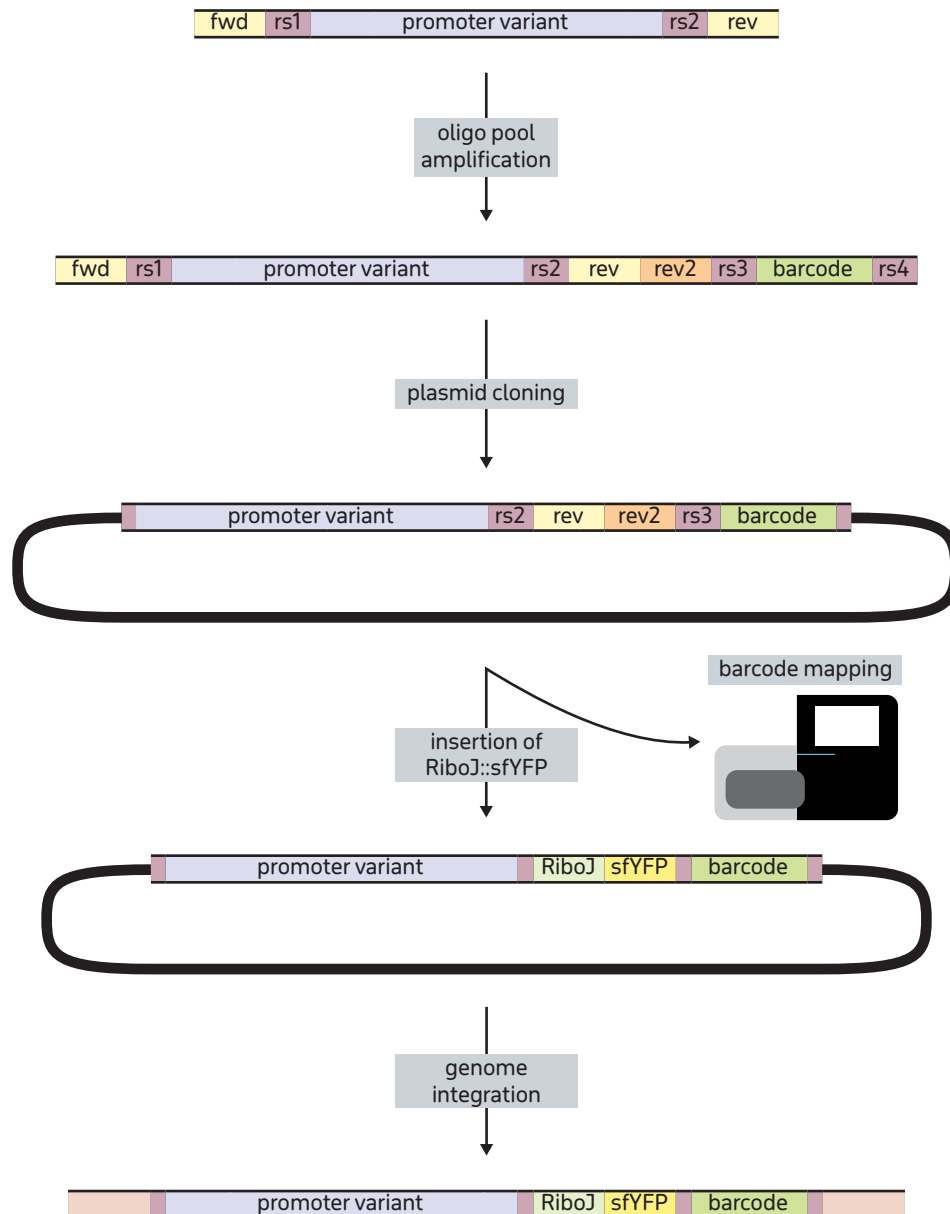 fwd rs1 promoter variant rs2 rev
oligo pool
amplification
fwd rs1 promoter variant rs2 rev rev2 rs3 barcode rs4
plasmid cloning
promoter variant rs2 rev rev2 rs3 barcode
barcode mapping
insertion of
RiboJ::sfYFP
promoter variant RiboJ sfYFP barcode
genome
integration
promoter variant RiboJ sfYFP barcode